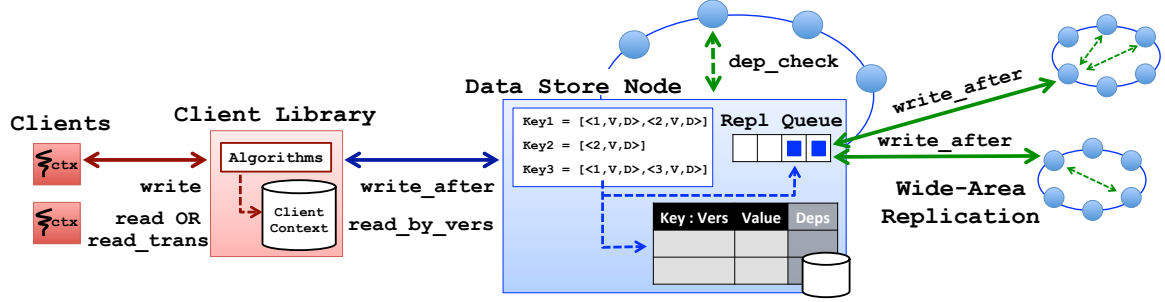 dep_check
Data Store Node
write_after
Client Library
Clients
Key1 = [<1,V,D>,<2,V,D>]
Key2 = [<2,V,D>]
Key3 = [<1,V,D>,<3,V,D>]
Repl Queue
write_after
ctx
Algorithms
write
write_after
Wide-Area
Replication
ctx
read OR
read_trans
Client
Context
read_by_vers
Key : Vers Value Deps